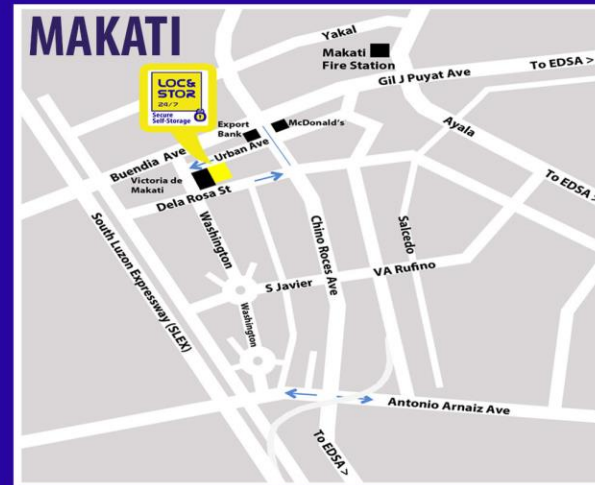 MAKATI
Yakal
Makati
Fire Station
To EDSA >
Gil J Puyat Ave
LOC&
STOR
24/7
Secure
Self-Storage
McDonald's
Export
Bank
Ayala
Urban Ave
Buendia Ave
Victoria de
Makati
Dela Rosa St
To EDSA >
Washington
Chino Roces Ave
Salcedo
VA Rufino
S Javier
South Luzon Expressway (SLEX)
Washington
Antonio Arnaiz Ave
To EDSA >